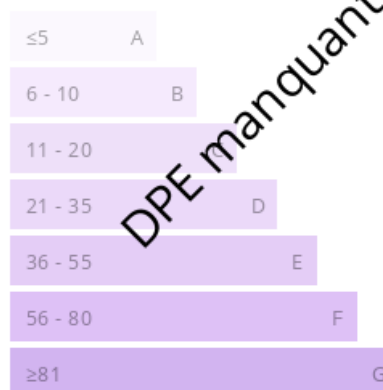 ≤5 A
6 - 10 B
11 - 20 C
21 - 35 D
36 - 55 E
56 - 80 F
≥81 G
DPE manquant